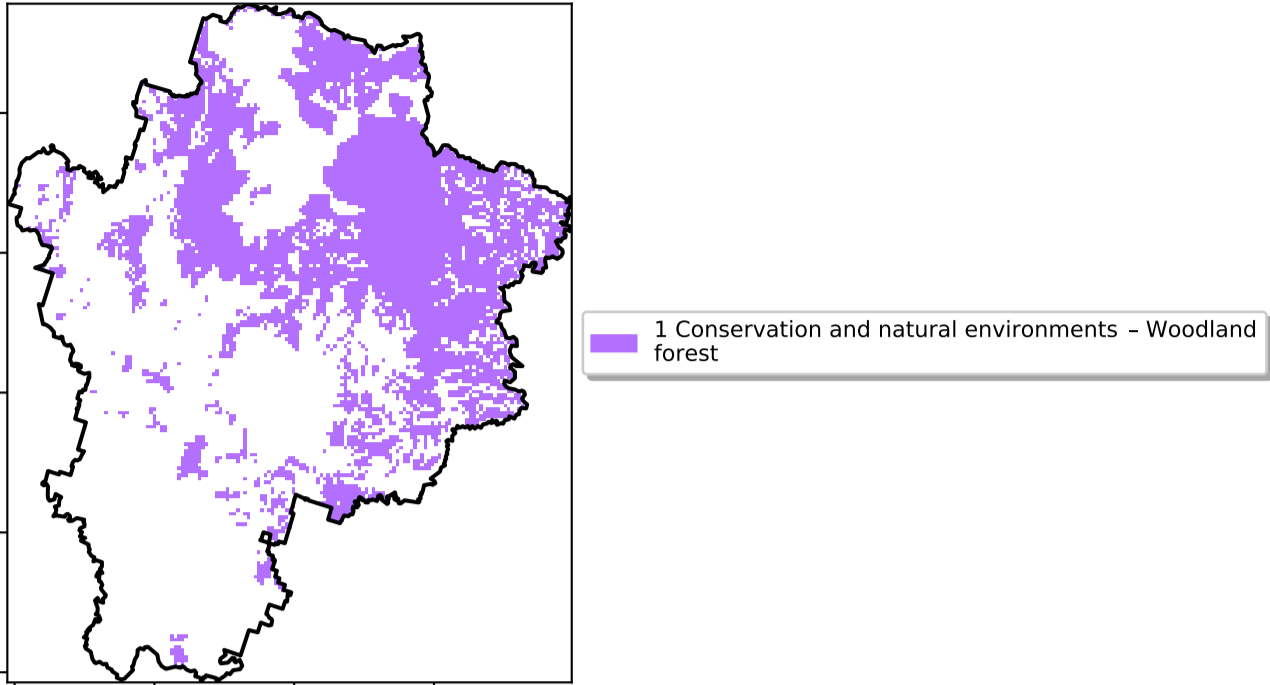 1 Conservation and natural environments – Woodland
forest